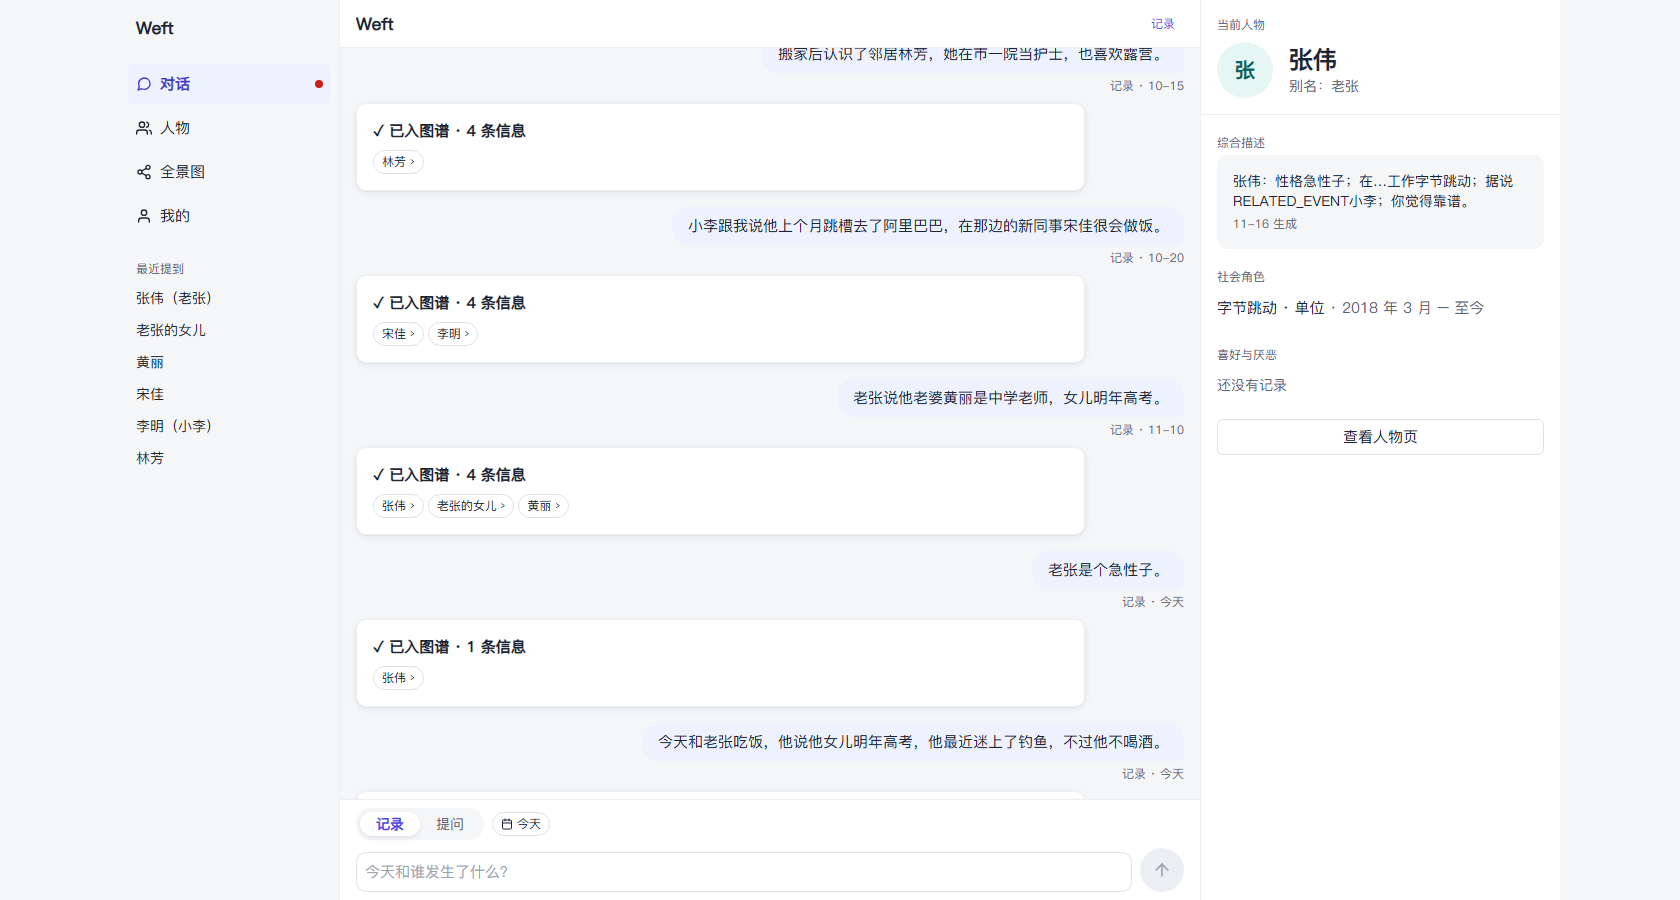 Weft
对话
人物
全景图
我的
最近提到
张伟（老张）
老张的女儿
黄丽
宋佳
李明（小李）
林芳
Weft
记录
搬家后认识了邻居林芳，她在市一院当护士，也喜欢露营。
记录 · 10-15
✓ 已入图谱 · 4 条信息
林芳 ›
小李跟我说他上个月跳槽去了阿里巴巴，在那边的新同事宋佳很会做饭。
记录 · 10-20
✓ 已入图谱 · 4 条信息
宋佳 › 李明 ›
老张说他老婆黄丽是中学老师，女儿明年高考。
记录 · 11-10
✓ 已入图谱 · 4 条信息
张伟 › 老张的女儿 › 黄丽 ›
老张是个急性子。
记录 · 今天
✓ 已入图谱 · 1 条信息
张伟 ›
今天和老张吃饭，他说他女儿明年高考，他最近迷上了钓鱼，不过他不喝酒。
记录 · 今天
记录 提问 今天
今天和谁发生了什么？
当前人物
张
张伟
别名：老张
综合描述
张伟：性格急性子；在…工作字节跳动；据说
RELATED_EVENT小李；你觉得靠谱。
11-16 生成
社会角色
字节跳动 · 单位 · 2018 年 3 月 — 至今
喜好与厌恶
还没有记录
查看人物页